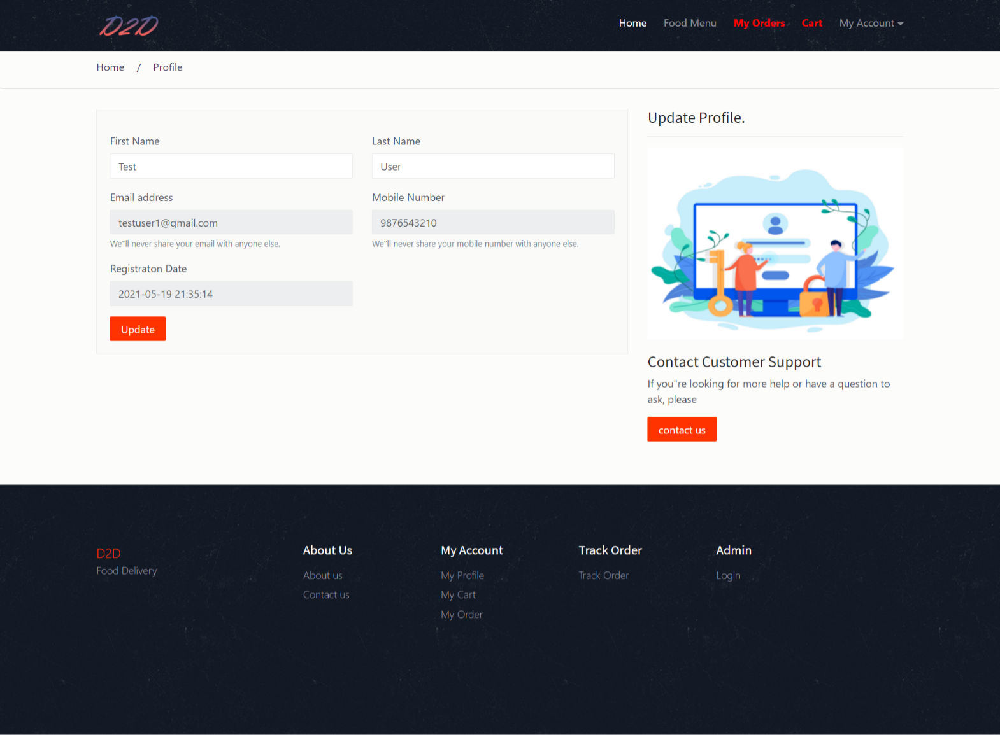 D2D
Home Food Menu My Orders Cart My Account
Home / Profile
First Name
Test
Last Name
User
Email address
testuser1@gmail.com
We"ll never share your email with anyone else.
Mobile Number
9876543210
We"ll never share your mobile number with anyone else.
Registraton Date
2021-05-19 21:35:14
Update
Update Profile.
Contact Customer Support
If you"re looking for more help or have a question to
ask, please
contact us
D2D
Food Delivery
About Us
About us
Contact us
My Account
My Profile
My Cart
My Order
Track Order
Track Order
Admin
Login